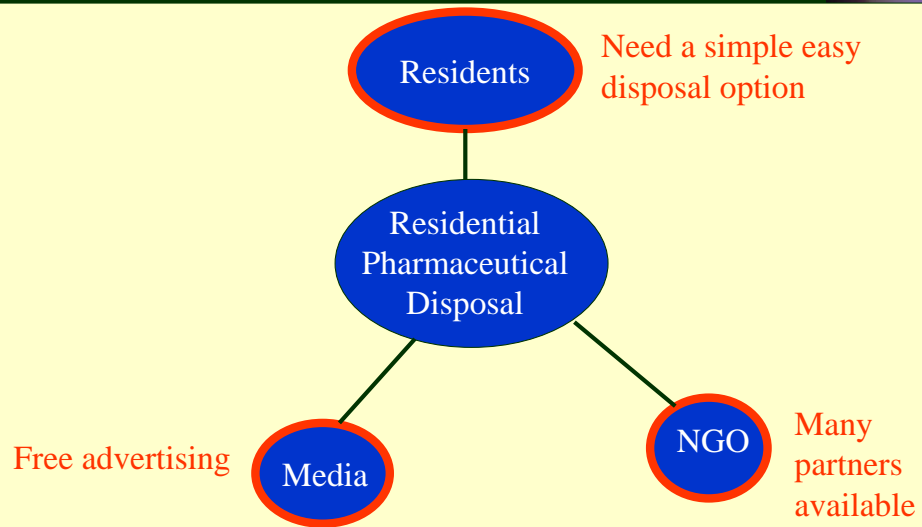 Residents
Need a simple easy
disposal option
Residential
Pharmaceutical
Disposal
Free advertising
Media
NGO
Many
partners
available